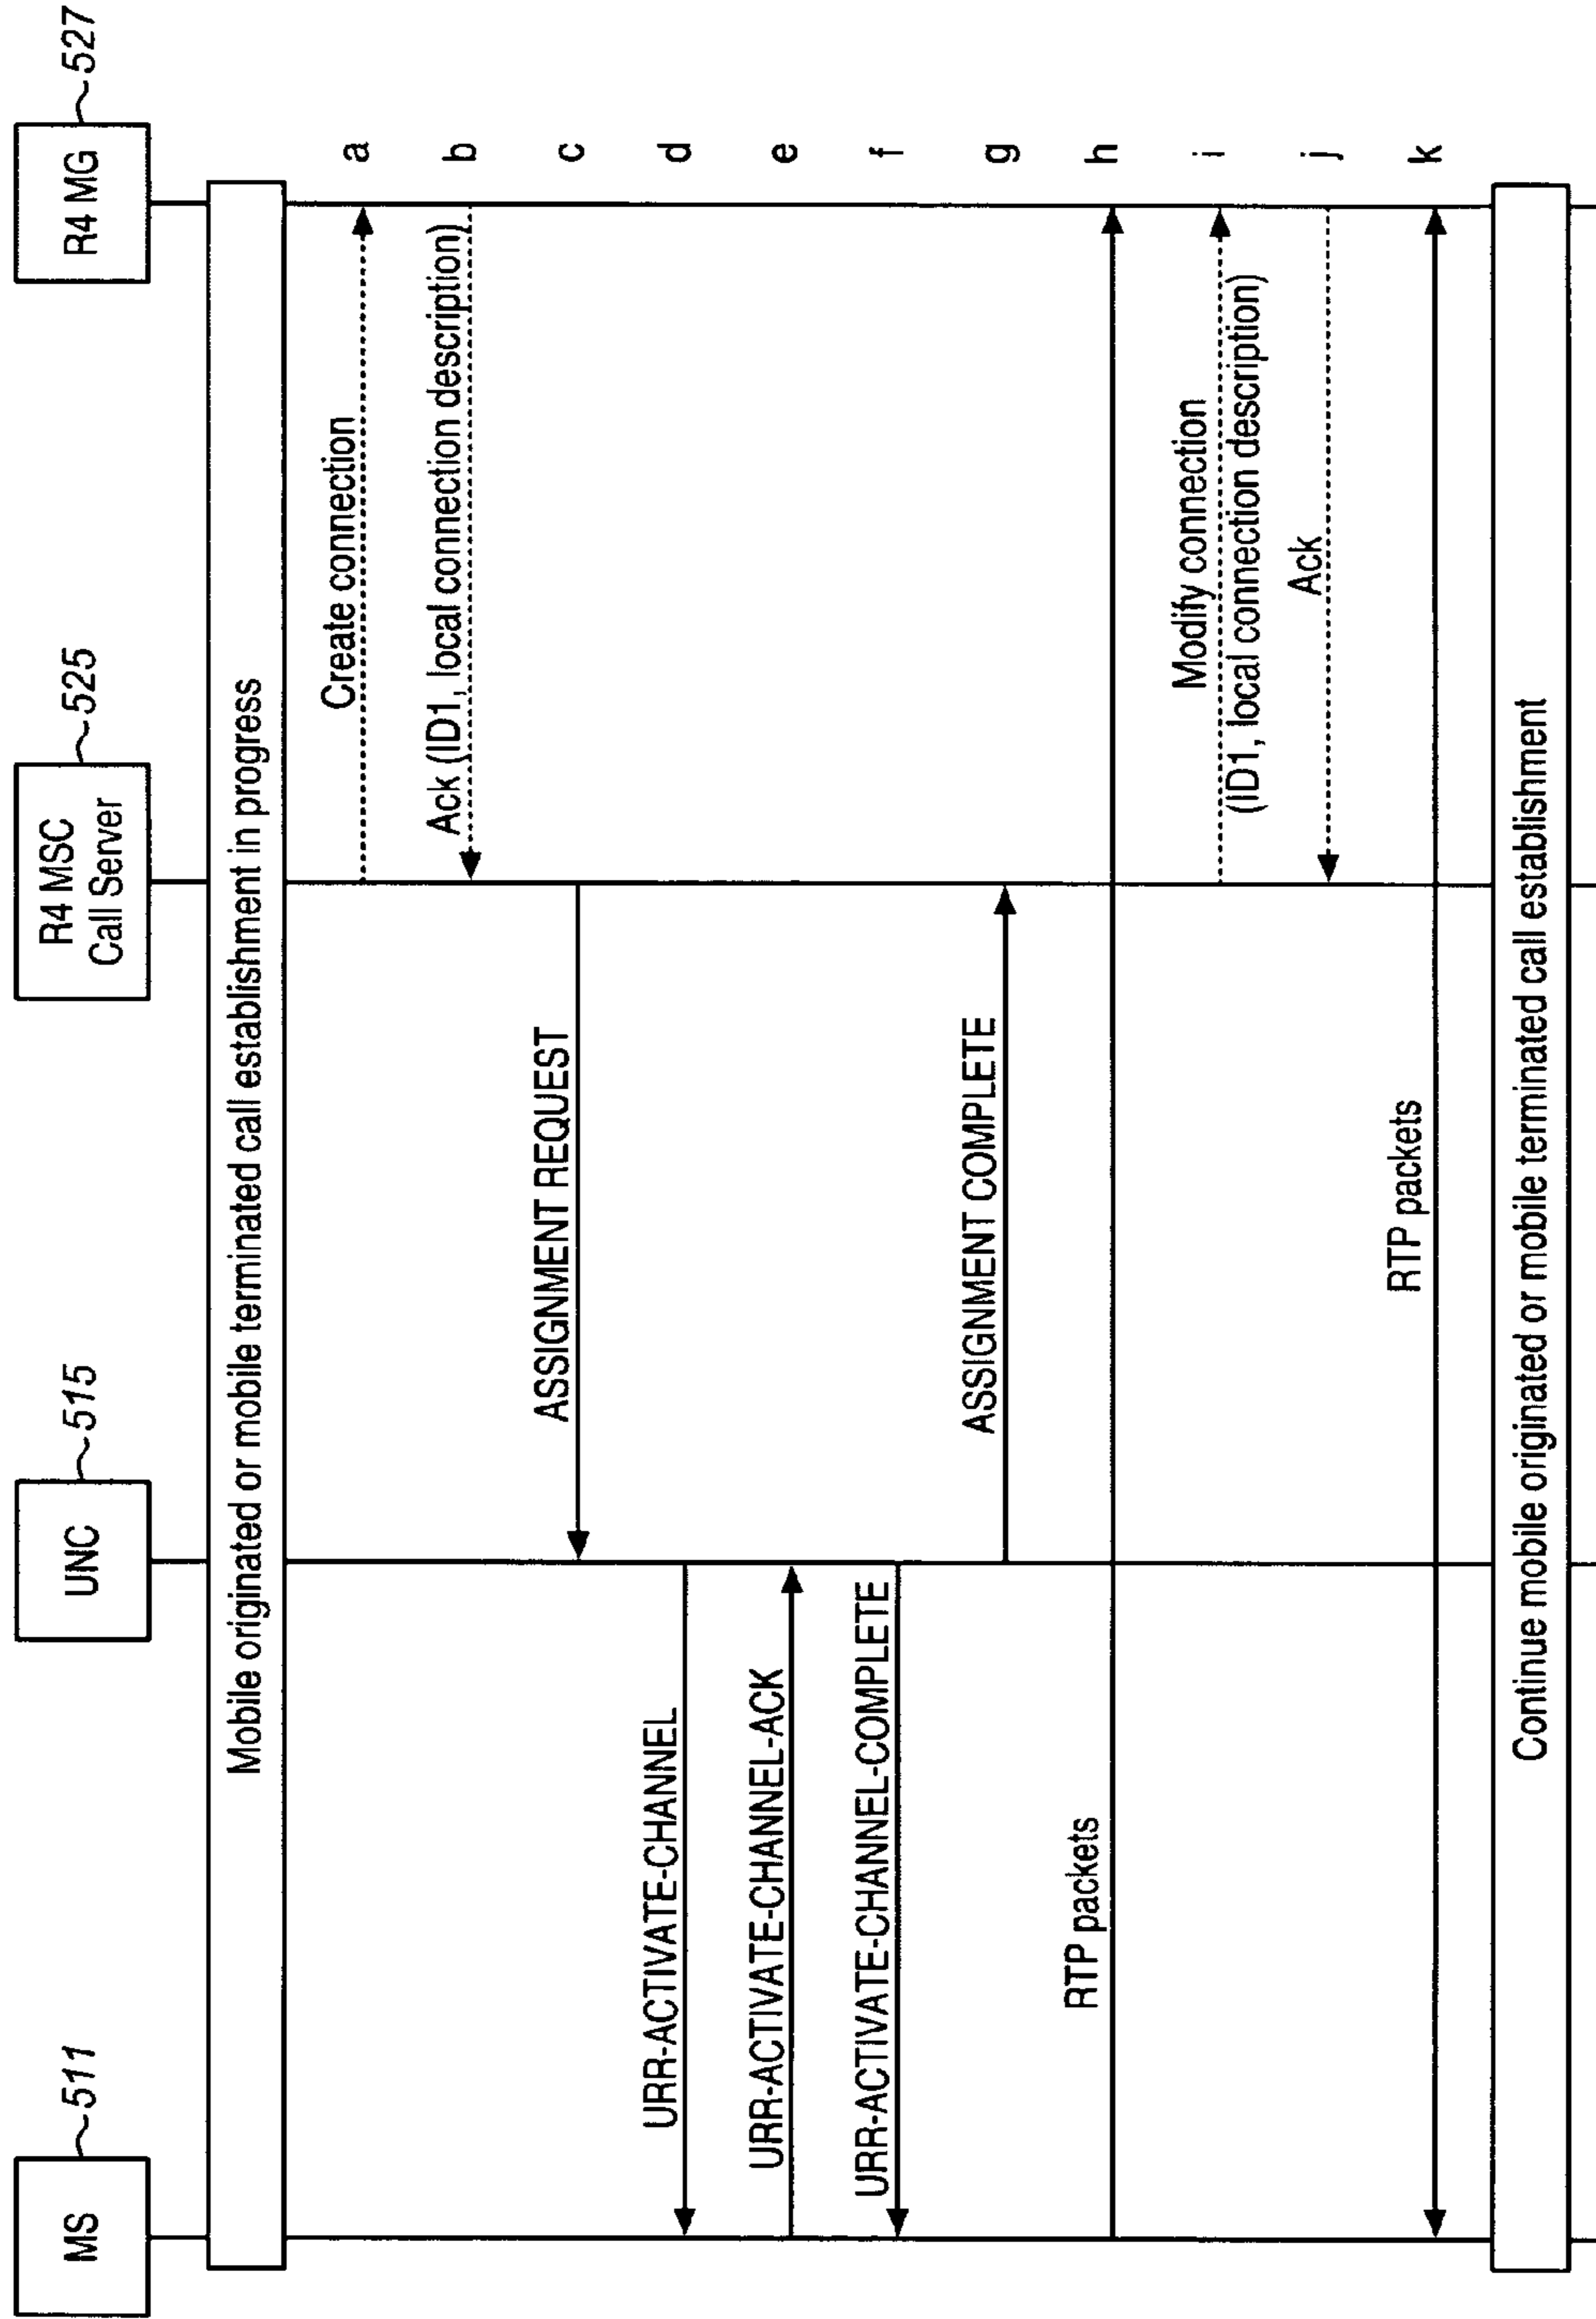 MS
~511
UNC
~515
R4 MSC
Call Server
~525
R4 MG
~527
Mobile originated or mobile terminated call establishment in progress
Create connection
a
Ack (ID1, local connection description)
b
ASSIGNMENT REQUEST
c
URR-ACTIVATE-CHANNEL
d
URR-ACTIVATE-CHANNEL-ACK
e
URR-ACTIVATE-CHANNEL-COMPLETE
f
ASSIGNMENT COMPLETE
g
RTP packets
h
Modify connection
(ID1, local connection description)
i
Ack
j
RTP packets
k
Continue mobile originated or mobile terminated call establishment